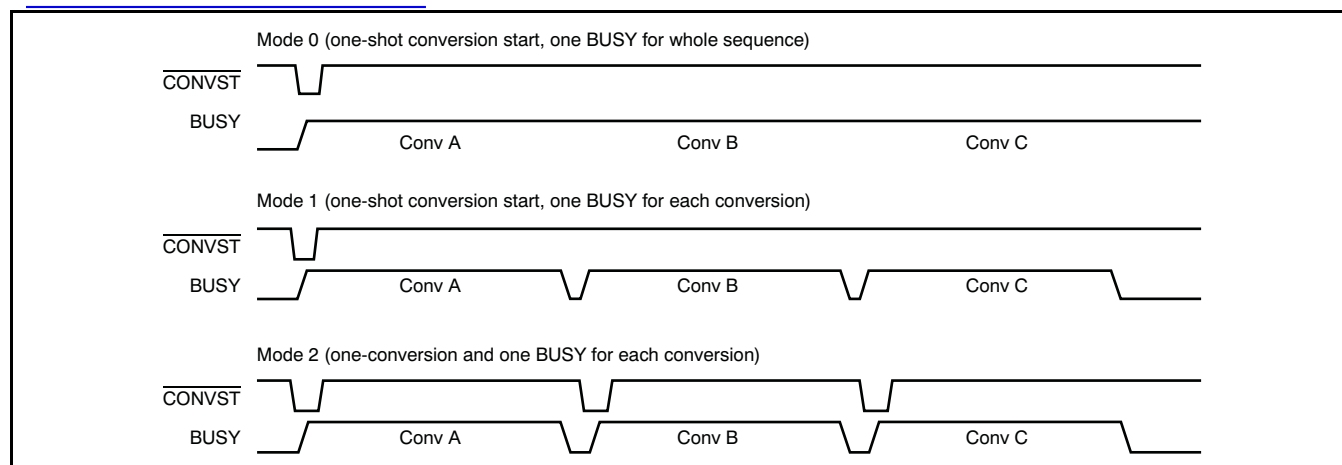 Mode 0 (one-shot conversion start, one BUSY for whole sequence)
CONVST
BUSY
Conv A Conv B Conv C
Mode 1 (one-shot conversion start, one BUSY for each conversion)
CONVST
BUSY Conv A Conv B Conv C
Mode 2 (one-conversion and one BUSY for each conversion)
CONVST
BUSY Conv A Conv B Conv C